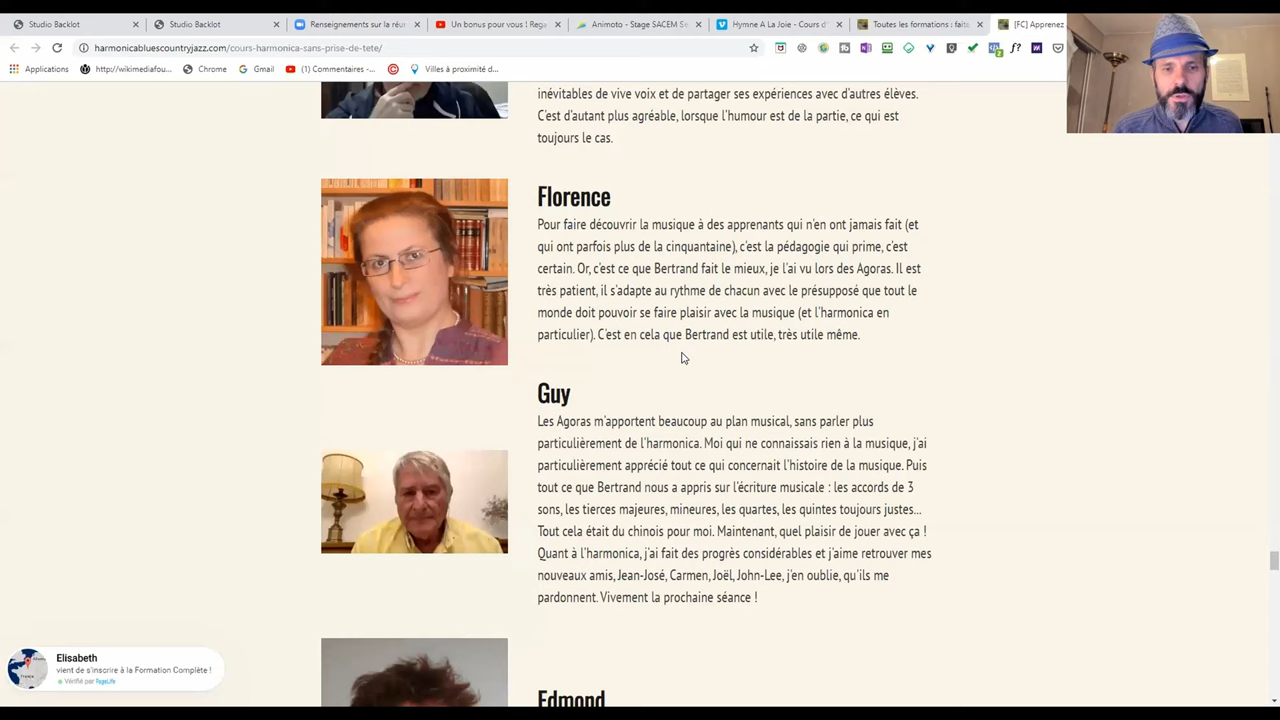 Studio Backlot
Studio Backlot
Renseignements sur la réu
Un bonus pour vous ! Rega
Animoto - Stage SACEM Se
Hymne A La Joie - Cours d'
Toutes les formations : faite
[FC] Apprenez
harmonicabluescountryjazz.com/cours-harmonica-sans-prise-de-tete/
Applications
http://wikimediafou...
Chrome
Gmail
(1) Commentaires -...
Villes à proximité d...
inévitables de vive voix et de partager ses expériences avec d'autres élèves.
C'est d'autant plus agréable, lorsque l'humour est de la partie, ce qui est
toujours le cas.
Florence
Pour faire découvrir la musique à des apprenants qui n'en ont jamais fait (et
qui ont parfois plus de la cinquantaine), c'est la pédagogie qui prime, c'est
certain. Or, c'est ce que Bertrand fait le mieux, je l'ai vu lors des Agoras. Il est
très patient, il s'adapte au rythme de chacun avec le présupposé que tout le
monde doit pouvoir se faire plaisir avec la musique (et l'harmonica en
particulier). C'est en cela que Bertrand est utile, très utile même.
Guy
Les Agoras m'apportent beaucoup au plan musical, sans parler plus
particulièrement de l'harmonica. Moi qui ne connaissais rien à la musique, j'ai
particulièrement apprécié tout ce qui concernait l'histoire de la musique. Puis
tout ce que Bertrand nous a appris sur l'écriture musicale : les accords de 3
sons, les tierces majeures, mineures, les quartes, les quintes toujours justes...
Tout cela était du chinois pour moi. Maintenant, quel plaisir de jouer avec ça !
Quant à l'harmonica, j'ai fait des progrès considérables et j'aime retrouver mes
nouveaux amis, Jean-José, Carmen, Joël, John-Lee, j'en oublie, qu'ils me
pardonnent. Vivement la prochaine séance !
Edmond
Elisabeth
vient de s'inscrire à la Formation Complète !
Vérifié par